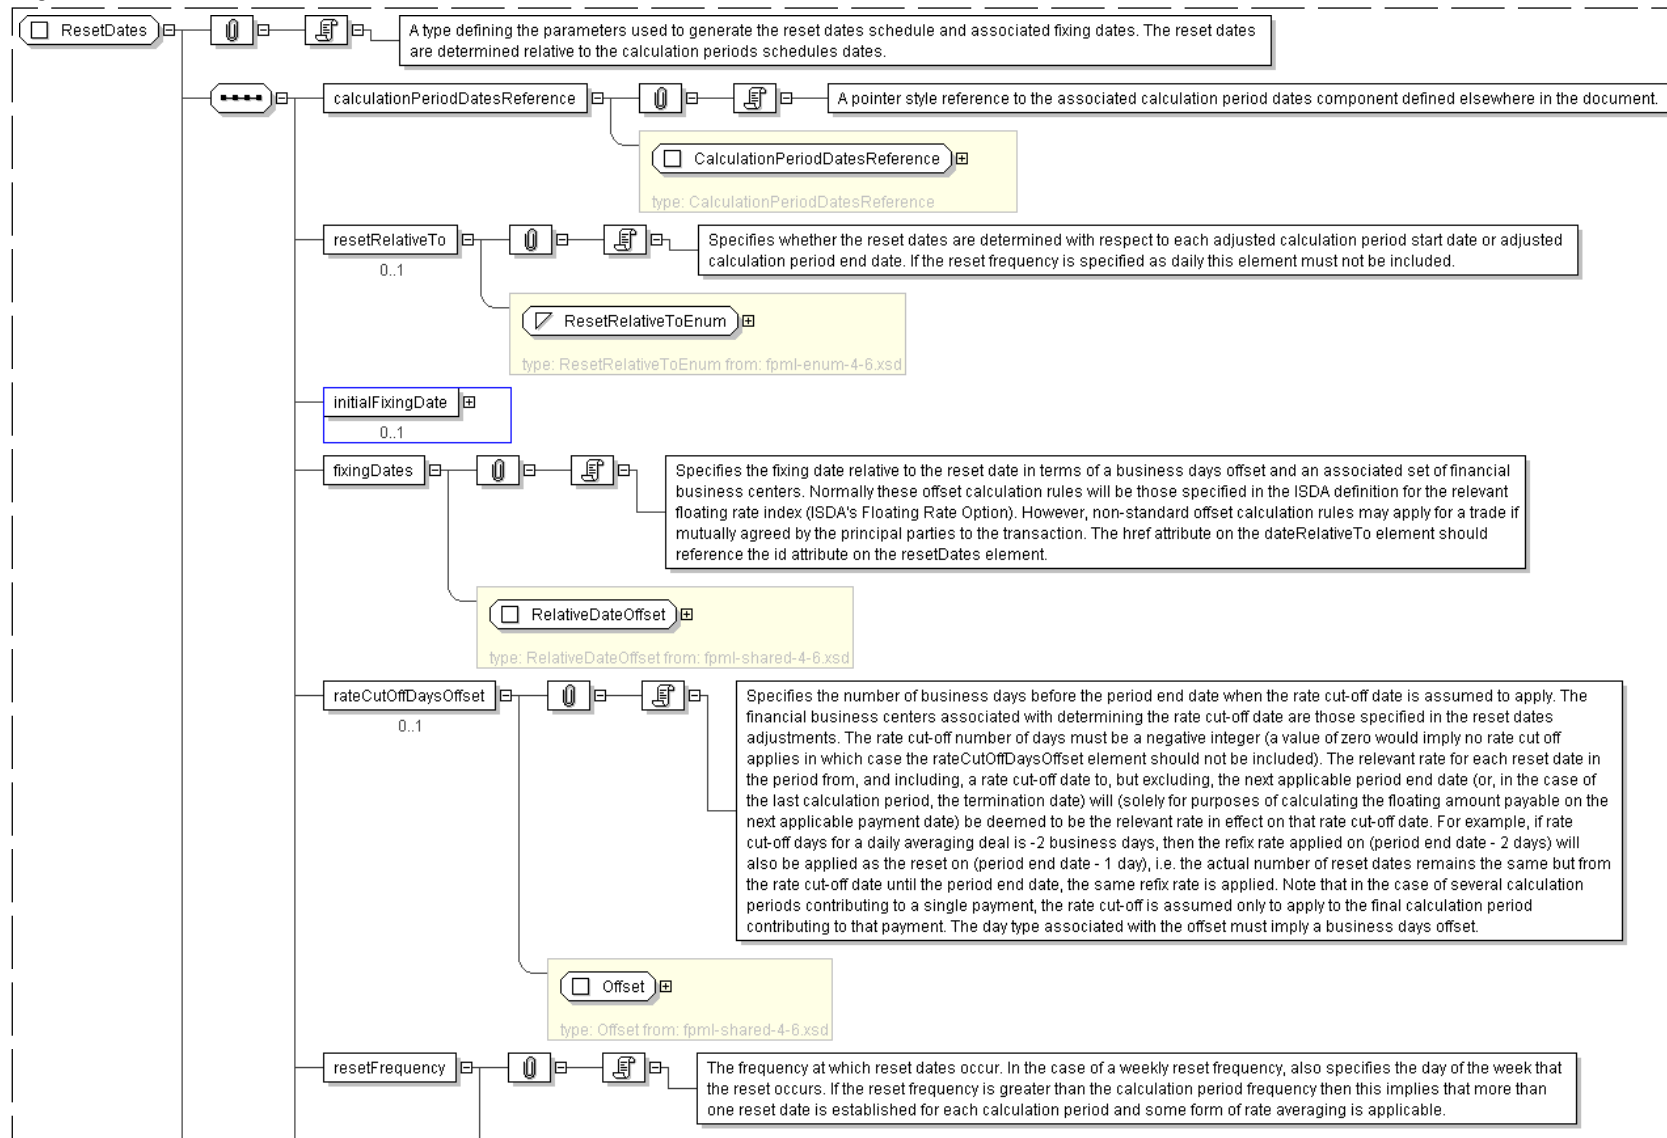 ResetDates
A type defining the parameters used to generate the reset dates schedule and associated fixing dates. The reset dates
are determined relative to the calculation periods schedules dates.
calculationPeriodDatesReference
A pointer style reference to the associated calculation period dates component defined elsewhere in the document.
CalculationPeriodDatesReference
type: CalculationPeriodDatesReference
resetRelativeTo
0..1
Specifies whether the reset dates are determined with respect to each adjusted calculation period start date or adjusted
calculation period end date. If the reset frequency is specified as daily this element must not be included.
ResetRelativeToEnum
type: ResetRelativeToEnum from: fpml-enum-4-6.xsd
initialFixingDate
0..1
fixingDates
Specifies the fixing date relative to the reset date in terms of a business days offset and an associated set of financial
business centers. Normally these offset calculation rules will be those specified in the ISDA definition for the relevant
floating rate index (ISDA's Floating Rate Option). However, non-standard offset calculation rules may apply for a trade if
mutually agreed by the principal parties to the transaction. The href attribute on the dateRelativeTo element should
reference the id attribute on the resetDates element.
RelativeDateOffset
type: RelativeDateOffset from: fpml-shared-4-6.xsd
rateCutOffDaysOffset
0..1
Specifies the number of business days before the period end date when the rate cut-off date is assumed to apply. The
financial business centers associated with determining the rate cut-off date are those specified in the reset dates
adjustments. The rate cut-off number of days must be a negative integer (a value of zero would imply no rate cut off
applies in which case the rateCutOffDaysOffset element should not be included). The relevant rate for each reset date in
the period from, and including, a rate cut-off date to, but excluding, the next applicable period end date (or, in the case of
the last calculation period, the termination date) will (solely for purposes of calculating the floating amount payable on the
next applicable payment date) be deemed to be the relevant rate in effect on that rate cut-off date. For example, if rate
cut-off days for a daily averaging deal is -2 business days, then the refix rate applied on (period end date - 2 days) will
also be applied as the reset on (period end date - 1 day), i.e. the actual number of reset dates remains the same but from
the rate cut-off date until the period end date, the same refix rate is applied. Note that in the case of several calculation
periods contributing to a single payment, the rate cut-off is assumed only to apply to the final calculation period
contributing to that payment. The day type associated with the offset must imply a business days offset.
Offset
type: Offset from: fpml-shared-4-6.xsd
resetFrequency
The frequency at which reset dates occur. In the case of a weekly reset frequency, also specifies the day of the week that
the reset occurs. If the reset frequency is greater than the calculation period frequency then this implies that more than
one reset date is established for each calculation period and some form of rate averaging is applicable.